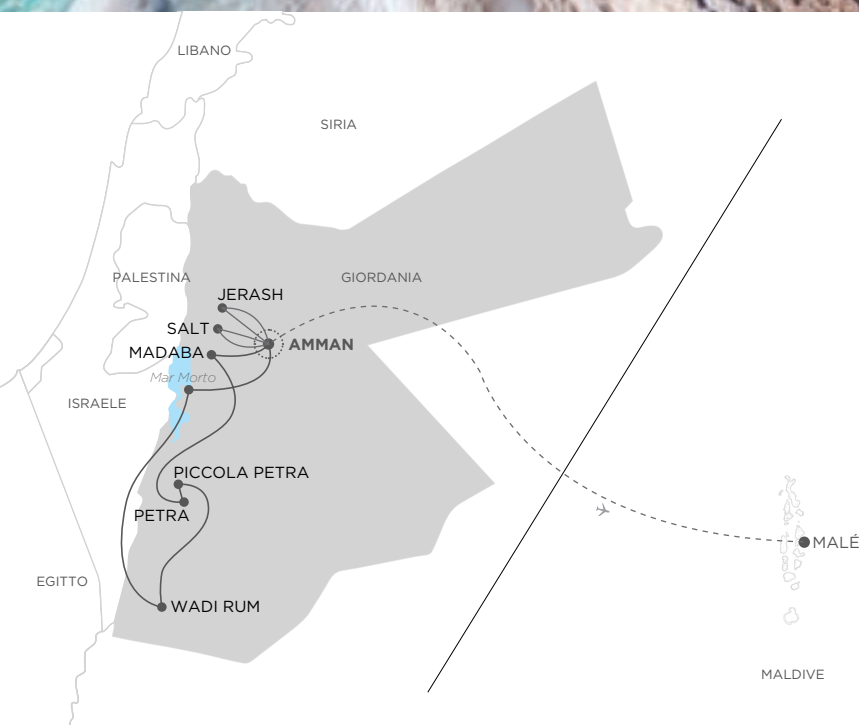 LIBANO
SIRIA
PALESTINA
GIORDANIA
JERASH
SALT
AMMAN
MADABA
Mar Morto
ISRAELE
PICCOLA PETRA
PETRA
MALÉ
EGITTO
WADI RUM
MALDIVE